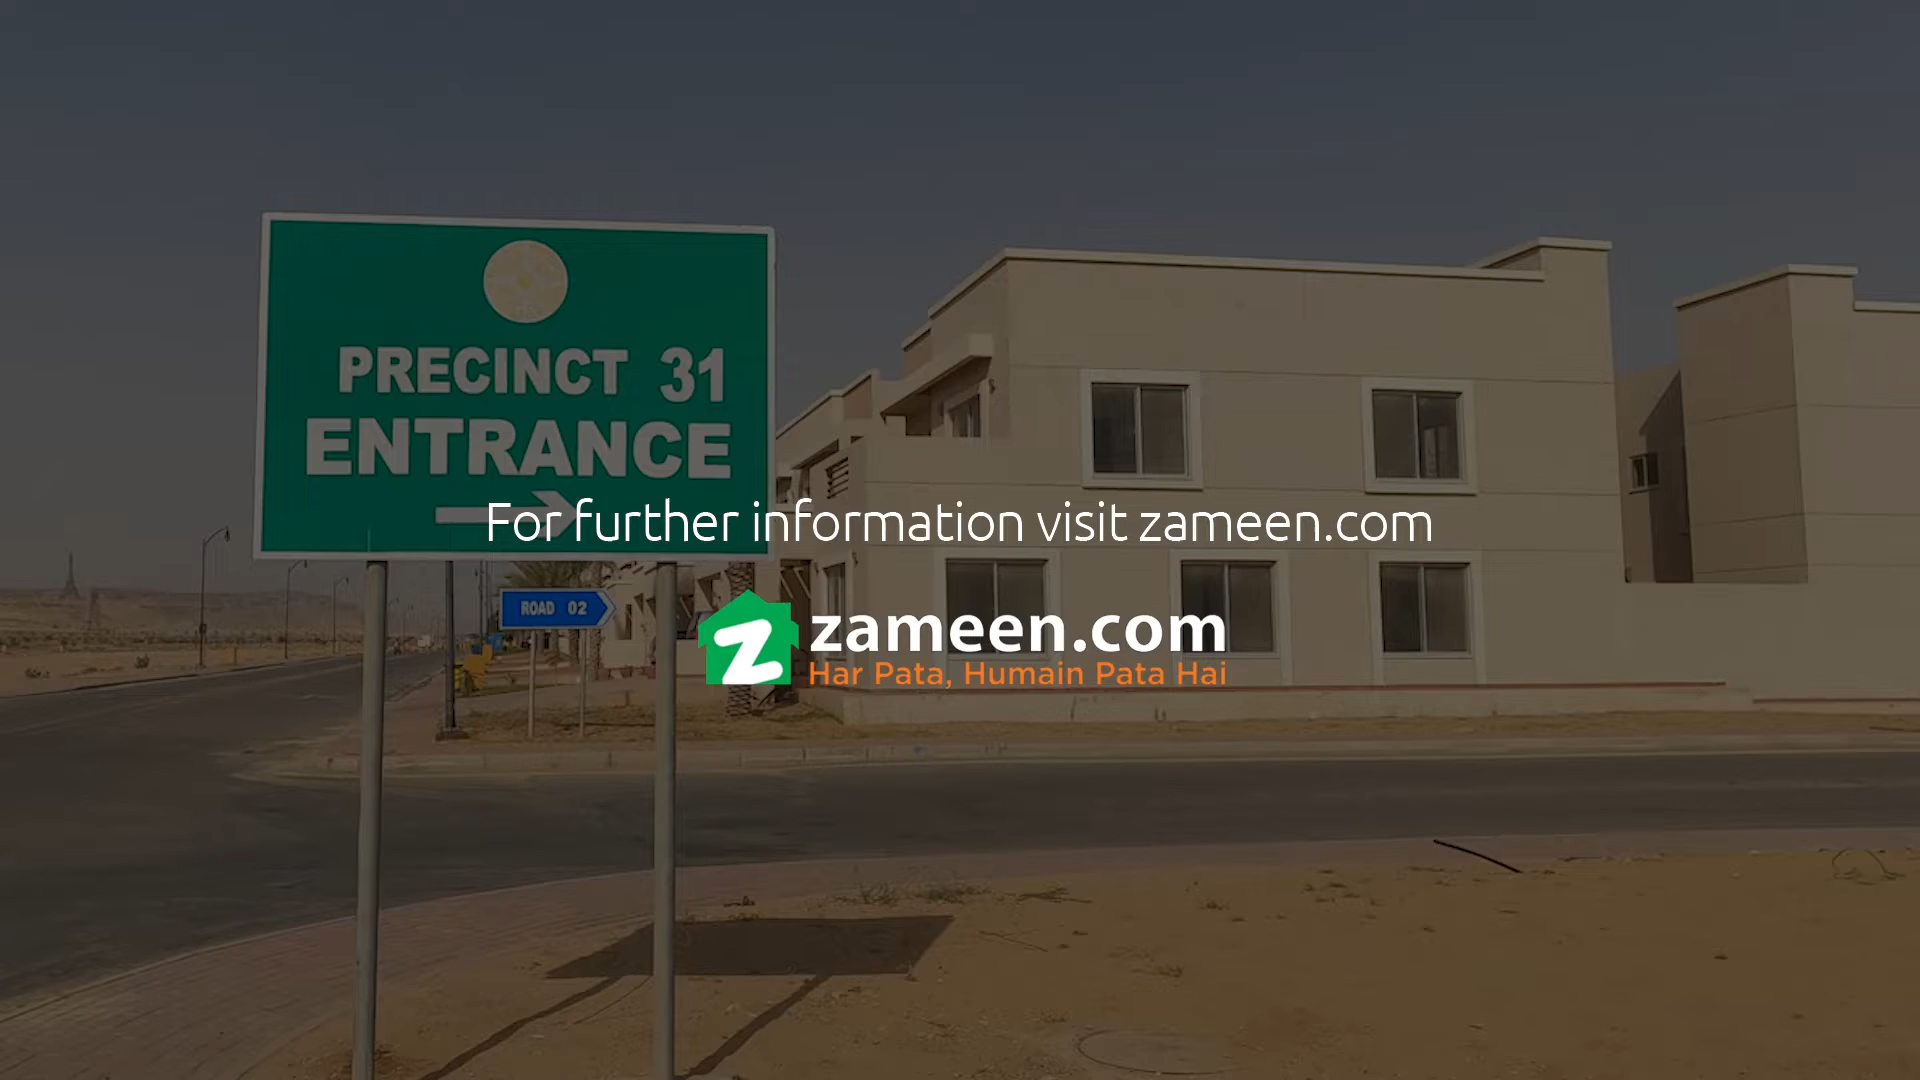 PRECINCT 31
ENTRANCE
For further information visit zameen.com
ROAD 02
zameen.com
Har Pata, Humain Pata Hai